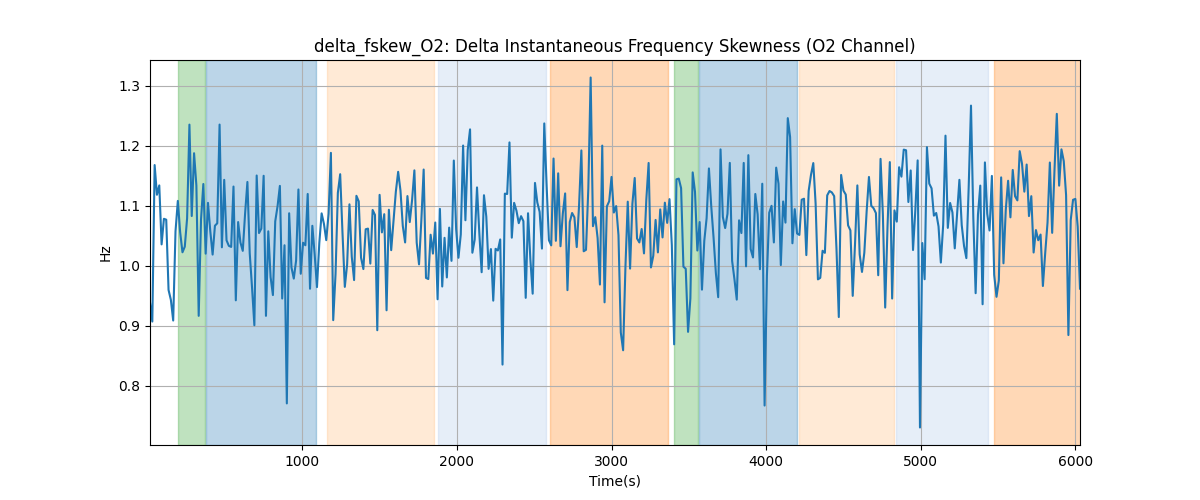 delta_fskew_O2: Delta Instantaneous Frequency Skewness (O2 Channel)
1.3
1.2
1.1
1.0
0.9
0.8
Hz
1000 2000 3000 4000 5000 6000
Time(s)